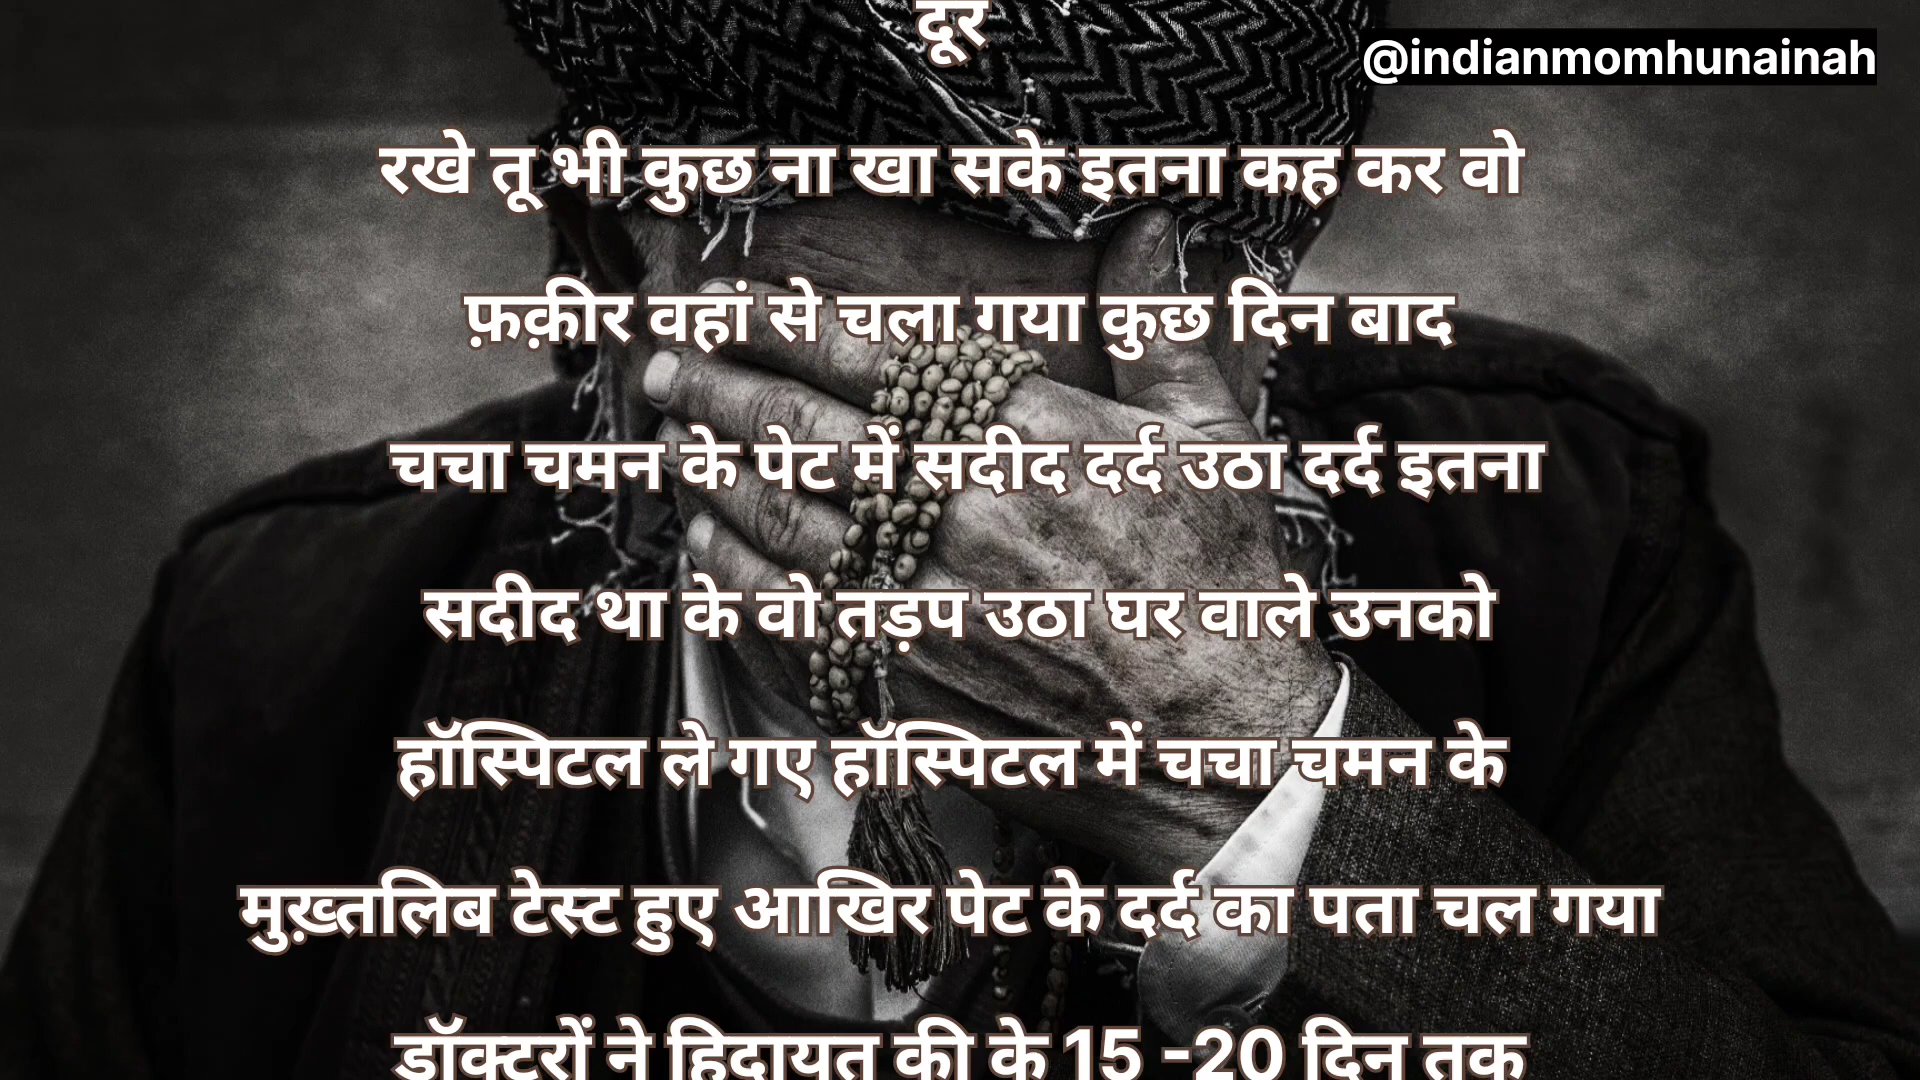 दूर
@indianmomhunainah
रखे तू भी कुछ ना खा सके इतना कह कर वो
फ़क़ीर वहां से चला गया कुछ दिन बाद
चचा चमन के पेट में सदीद दर्द उठा दर्द इतना
सदीद था के वो तड़प उठा घर वाले उनको
हॉस्पिटल ले गए हॉस्पिटल में चचा चमन के
मुख़्तलिब टेस्ट हुए आखिर पेट के दर्द का पता चल गया
डॉक्टरों ने हिदायत की के 15 -20 दिन तक